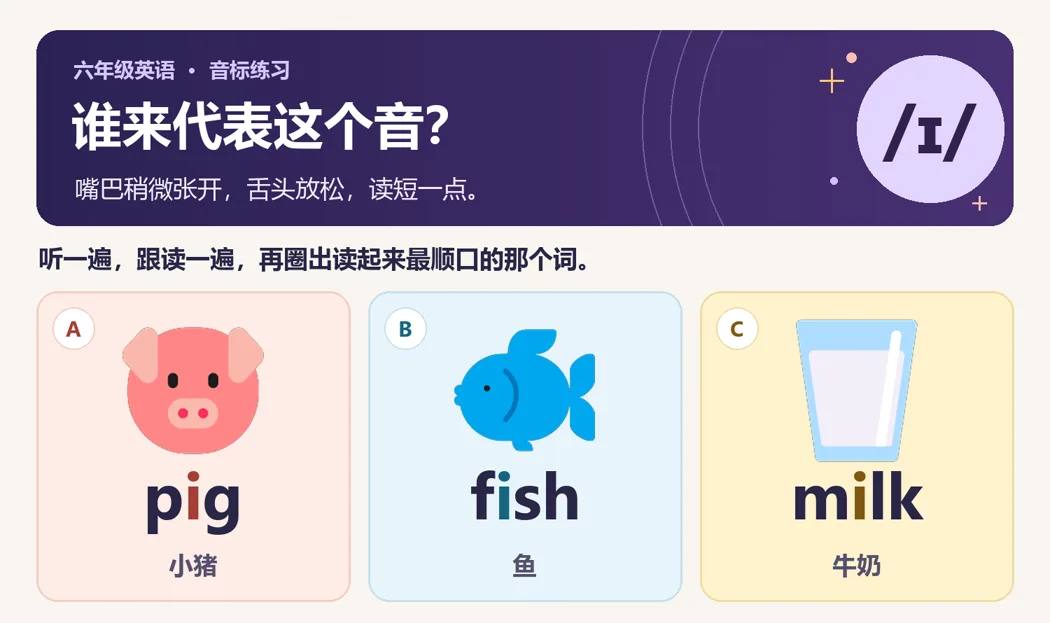 六年级英语 • 音标练习
谁来代表这个音？
/ɪ/
嘴巴稍微张开，舌头放松，读短一点。
听一遍，跟读一遍，再圈出读起来最顺口的那个词。
A
pig
小猪
B
fish
鱼
C
milk
牛奶